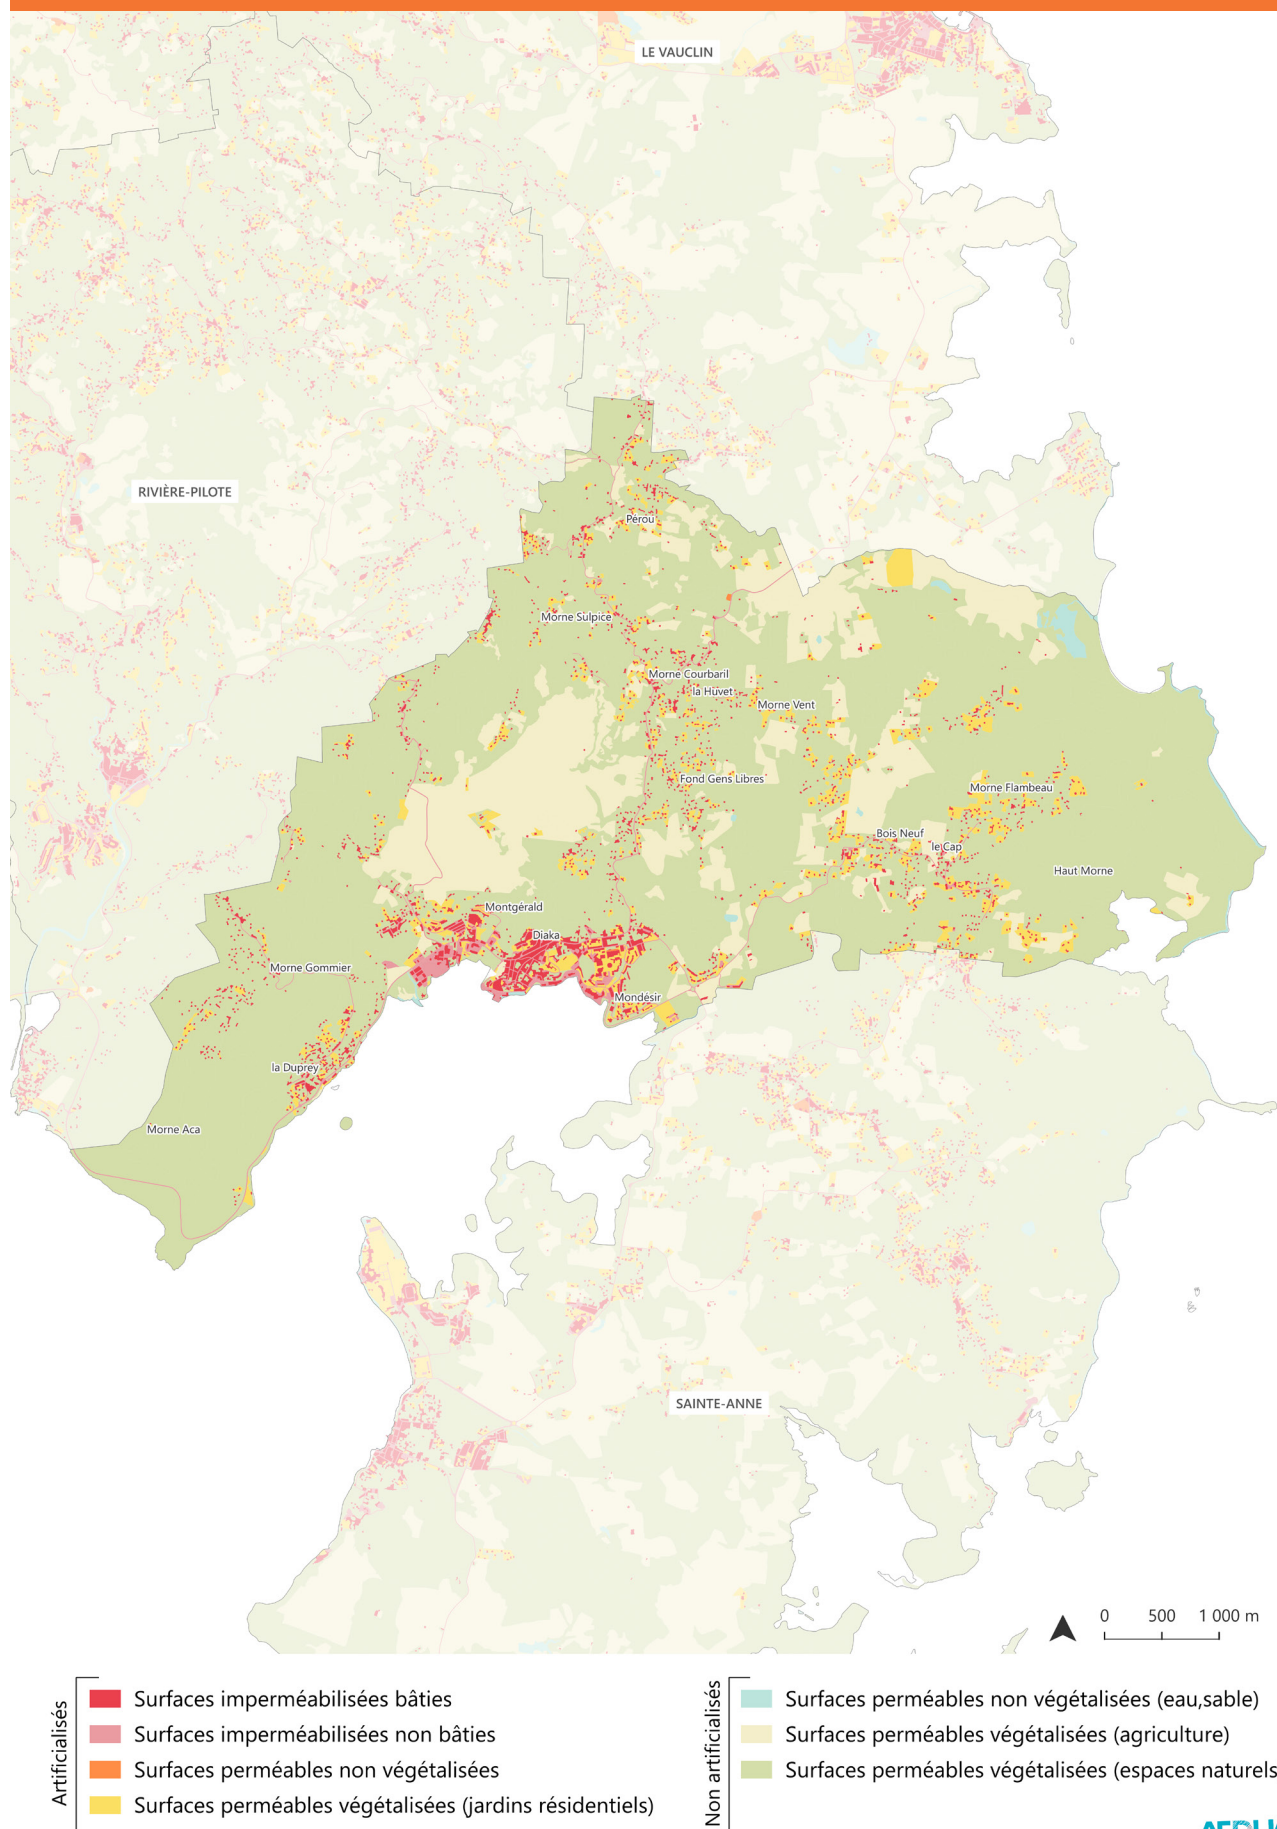 LE VAUCLIN
RIVIÈRE-PILOTE
Pérou
Morne Sulpice
Morne Courbaril
la Huvet
Morne Vent
Fond Gens Libres
Morne Flambeau
Bois Neuf
le Cap
Haut Morne
Montgérald
Diaka
Morne Gommier
Mondésir
la Duprey
Morne Aca
SAINTE-ANNE
0 500 1 000 m
Artificialisés
Surfaces imperméabilisées bâties
Surfaces imperméabilisées non bâties
Surfaces perméables non végétalisées
Surfaces perméables végétalisées (jardins résidentiels)
Non artificialisés
Surfaces perméables non végétalisées (eau,sable)
Surfaces perméables végétalisées (agriculture)
Surfaces perméables végétalisées (espaces naturels